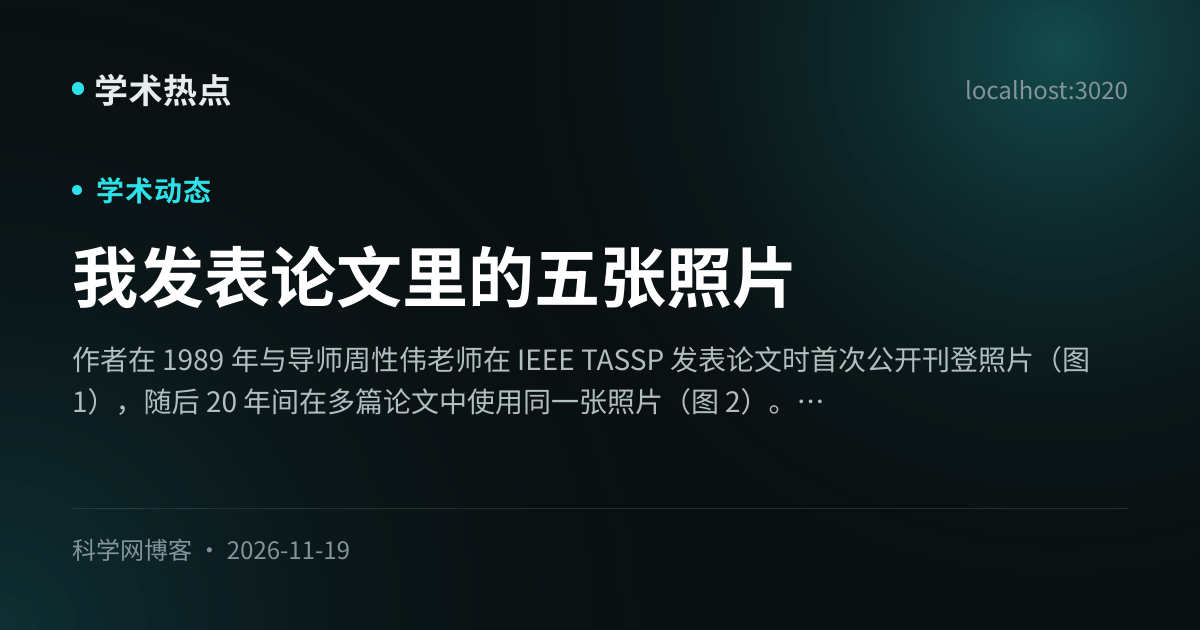 学术热点
localhost:3020
学术动态
我发表论文里的五张照片
作者在 1989 年与导师周性伟老师在 IEEE TASSP 发表论文时首次公开刊登照片（图
1），随后 20 年间在多篇论文中使用同一张照片（图 2）。…
科学网博客 · 2026-11-19